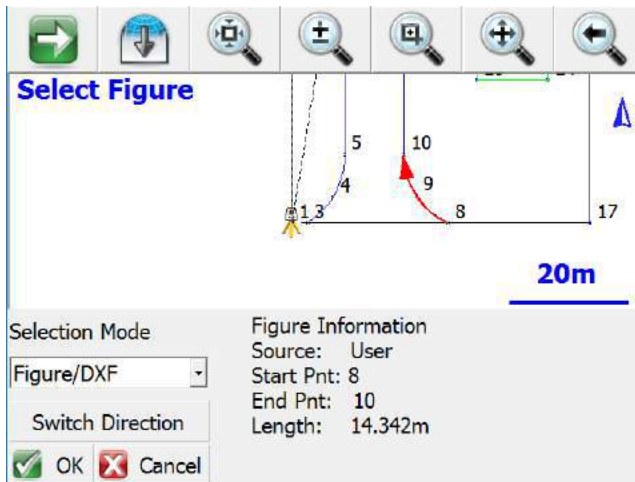 Select Figure
5
10
4
9
1 3
8
17
20m
Selection Mode
Figure/DXF
Switch Direction
OK
Cancel
Figure Information
Source: User
Start Pnt: 8
End Pnt: 10
Length: 14.342m